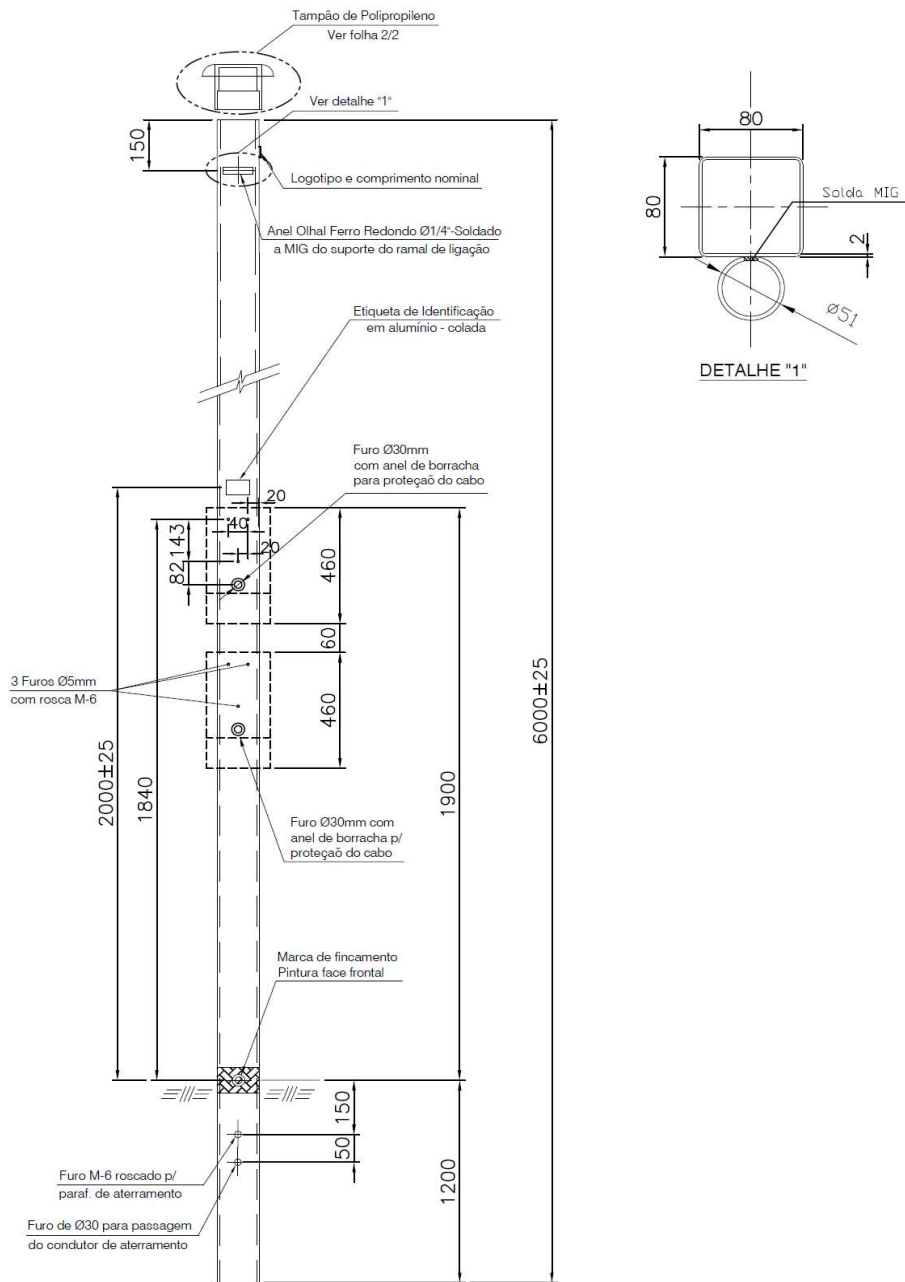 Tampão de Polipropileno
Ver folha 2/2
Ver detalhe "1"
150
Logotipo e comprimento nominal
Anel Olhal Ferro Redondo Ø1/4"-Soldado
a MIG do suporte do ramal de ligação
Etiqueta de Identificação
em alumínio - colada
80
80
Solda MIG
2
Ø51
DETALHE "1"
Furo Ø30mm
com anel de borracha
para proteçaõ do cabo
20
40
143
20
82
460
60
460
3 Furos Ø5mm
com rosca M-6
2000±25
1840
1900
6000±25
Furo Ø30mm com
anel de borracha p/
proteçaõ do cabo
Marca de fincamento
Pintura face frontal
150
50
1200
Furo M-6 roscado p/
paraf. de aterramento
Furo de Ø30 para passagem
do condutor de aterramento